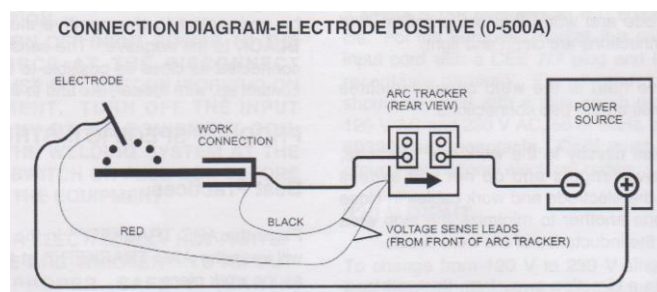 CONNECTION DIAGRAM-ELECTRODE POSITIVE (0-500A)
ELECTRODE
ARC TRACKER
(REAR VIEW)
POWER
SOURCE
WORK
CONNECTION
BLACK
RED
VOLTAGE SENSE LEADS
(FROM FRONT OF ARC TRACKER)